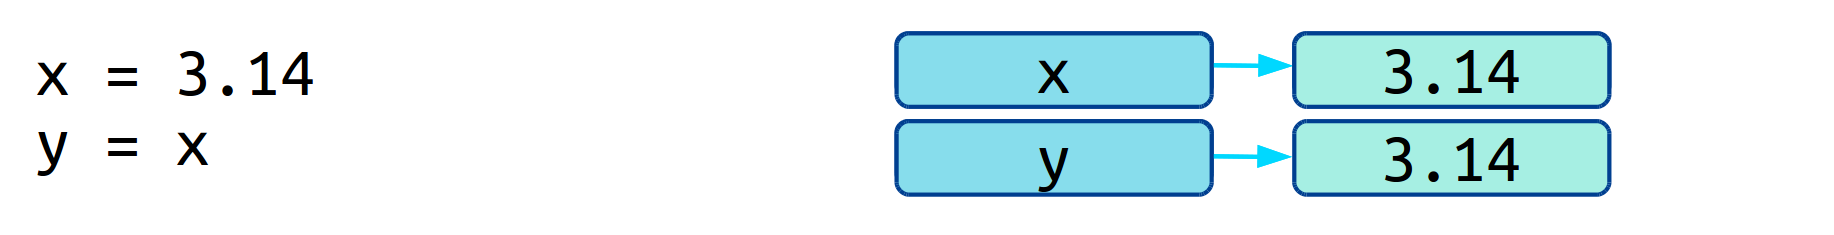 x = 3.14
y = x
x
3.14
y
3.14